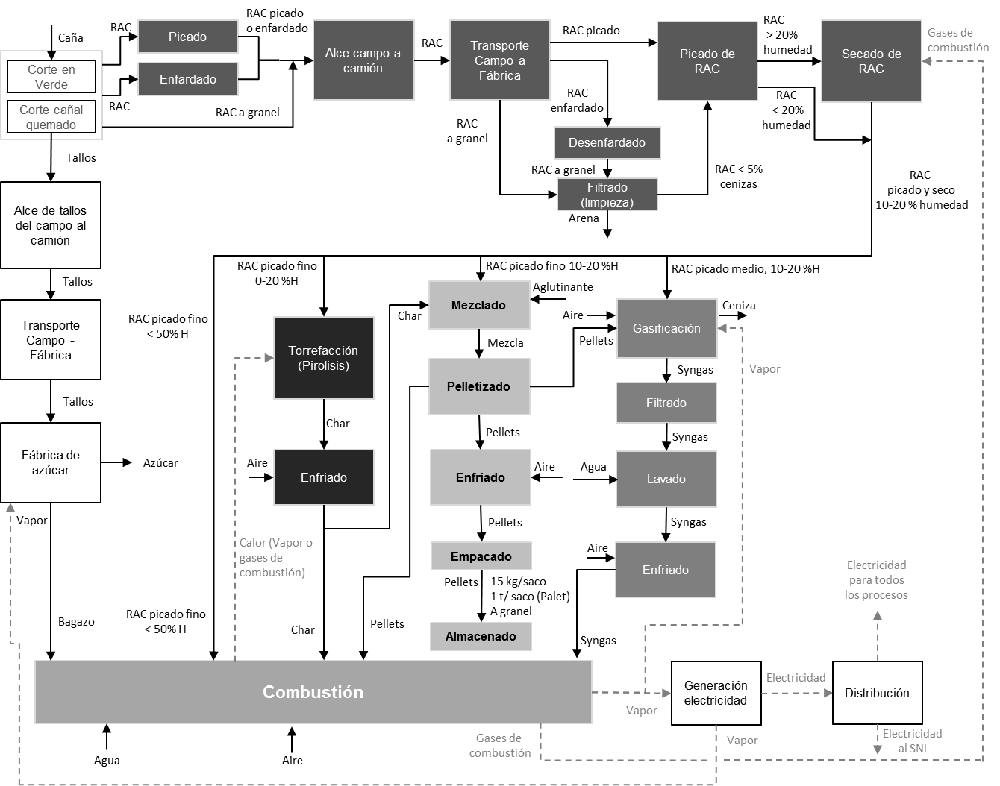 Caña
RAC
Picado
RAC picado
o enfardado
Corte en
Verde
Enfardado
RAC
Corte cañal
quemado
RAC a granel
Alce campo a
camión
RAC
Transporte
Campo a
Fábrica
RAC picado
RAC
enfardado
RAC
a granel
Desenfardado
RAC a granel
Filtrado
(limpieza)
Arena
RAC < 5%
cenizas
Picado de
RAC
RAC
> 20%
humedad
RAC
< 20%
humedad
Secado de
RAC
Gases de
combustión
RAC
picado y seco
10-20 % humedad
Tallos
Alce de tallos
del campo al
camión
Tallos
Transporte
Campo -
Fábrica
Tallos
Fábrica de
azúcar
Azúcar
Vapor
Bagazo
RAC picado fino
< 50% H
RAC picado fino
< 50% H
RAC picado fino
0-20 %H
Torrefacción
(Pirolisis)
Char
Aire
Enfriado
Calor (Vapor o
gases de
combustión)
Char
RAC picado fino 10-20 %H
Aglutinante
Mezclado
Char
Mezcla
Pelletizado
Pellets
Enfriado
Aire
Pellets
Empacado
Pellets
15 kg/saco
1 t/ saco (Palet)
A granel
Almacenado
Pellets
RAC picado medio, 10-20 %H
Aire
Ceniza
Gasificación
Pellets
Vapor
Syngas
Filtrado
Syngas
Agua
Lavado
Syngas
Aire
Enfriado
Syngas
Combustión
Agua
Aire
Gases de
combustión
Vapor
Generación
electricidad
Vapor
Electricidad
Distribución
Electricidad
para todos
los procesos
Electricidad
al SNI